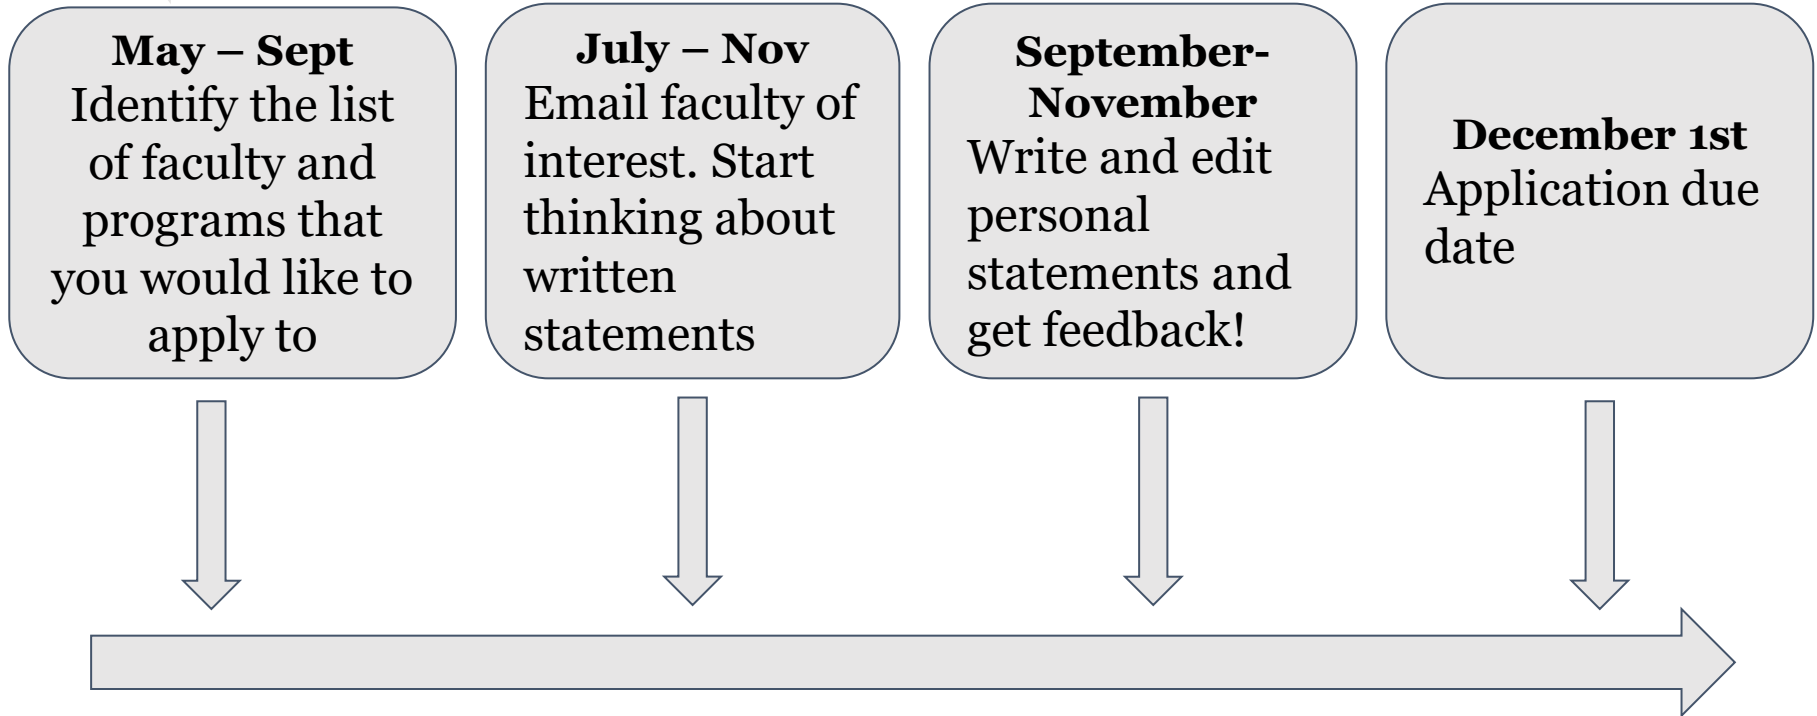 May – Sept
Identify the list
of faculty and
programs that
you would like to
apply to
July – Nov
Email faculty of
interest. Start
thinking about
written
statements
September-
November
Write and edit
personal
statements and
get feedback!
December 1st
Application due
date